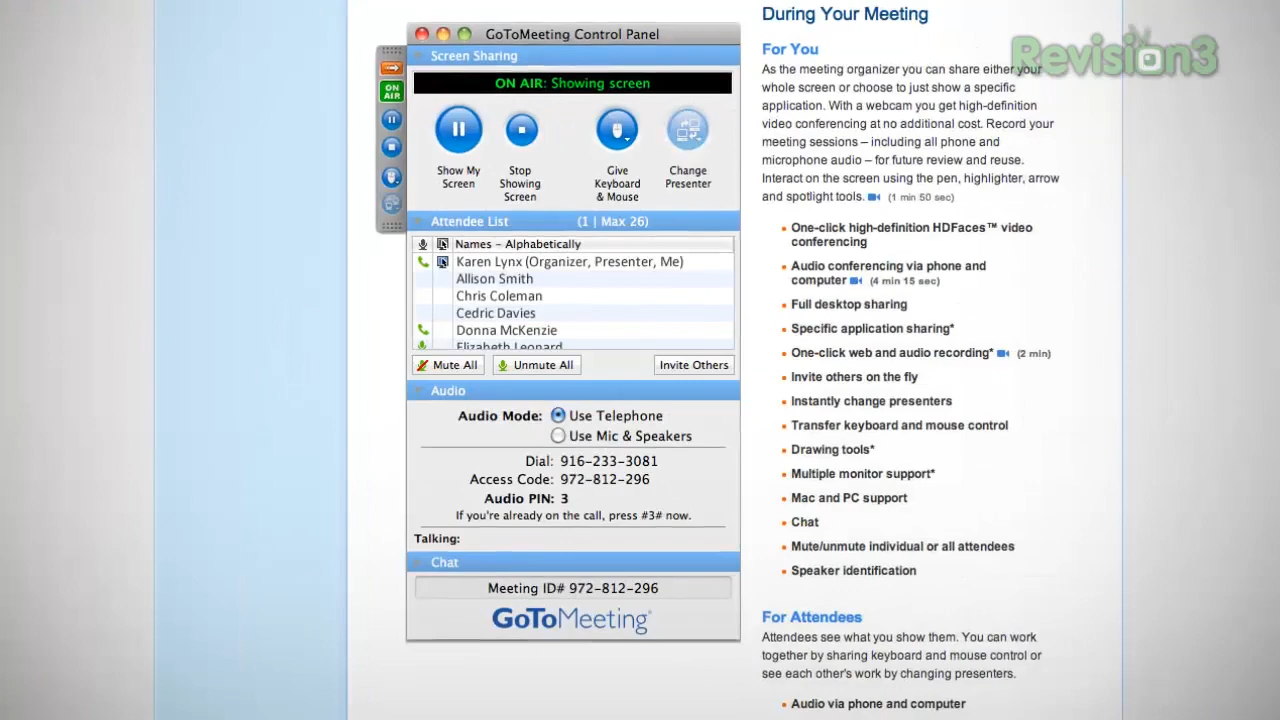 GoToMeeting Control Panel
Screen Sharing
ON AIR: Showing screen
ON
AIR
Show My
Screen
Stop
Showing
Screen
Give
Keyboard
& Mouse
Change
Presenter
Attendee List (1 | Max 26)
Names – Alphabetically
Karen Lynx (Organizer, Presenter, Me)
Allison Smith
Chris Coleman
Cedric Davies
Donna McKenzie
Elizabeth Leonard
Mute All
Unmute All
Invite Others
Audio
Audio Mode: Use Telephone
Use Mic & Speakers
Dial: 916-233-3081
Access Code: 972-812-296
Audio PIN: 3
If you're already on the call, press #3# now.
Talking:
Chat
Meeting ID# 972-812-296
GoToMeeting®
During Your Meeting
Revision3
For You
As the meeting organizer you can share either your
whole screen or choose to just show a specific
application. With a webcam you get high-definition
video conferencing at no additional cost. Record your
meeting sessions – including all phone and
microphone audio – for future review and reuse.
Interact on the screen using the pen, highlighter, arrow
and spotlight tools. (1 min 50 sec)
One-click high-definition HDFaces™ video
conferencing
Audio conferencing via phone and
computer (4 min 15 sec)
Full desktop sharing
Specific application sharing*
One-click web and audio recording* (2 min)
Invite others on the fly
Instantly change presenters
Transfer keyboard and mouse control
Drawing tools*
Multiple monitor support*
Mac and PC support
Chat
Mute/unmute individual or all attendees
Speaker identification
For Attendees
Attendees see what you show them. You can work
together by sharing keyboard and mouse control or
see each other's work by changing presenters.
Audio via phone and computer